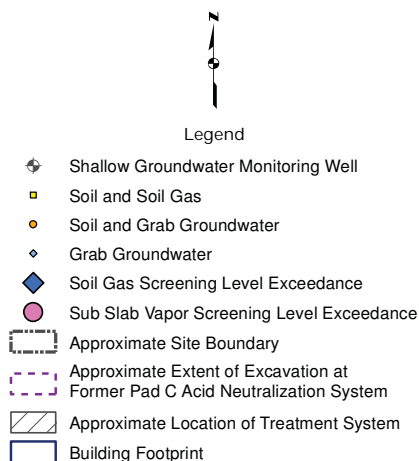 N
Legend
Shallow Groundwater Monitoring Well
Soil and Soil Gas
Soil and Grab Groundwater
Grab Groundwater
Soil Gas Screening Level Exceedance
Sub Slab Vapor Screening Level Exceedance
Approximate Site Boundary
Approximate Extent of Excavation at
Former Pad C Acid Neutralization System
Approximate Location of Treatment System
Building Footprint